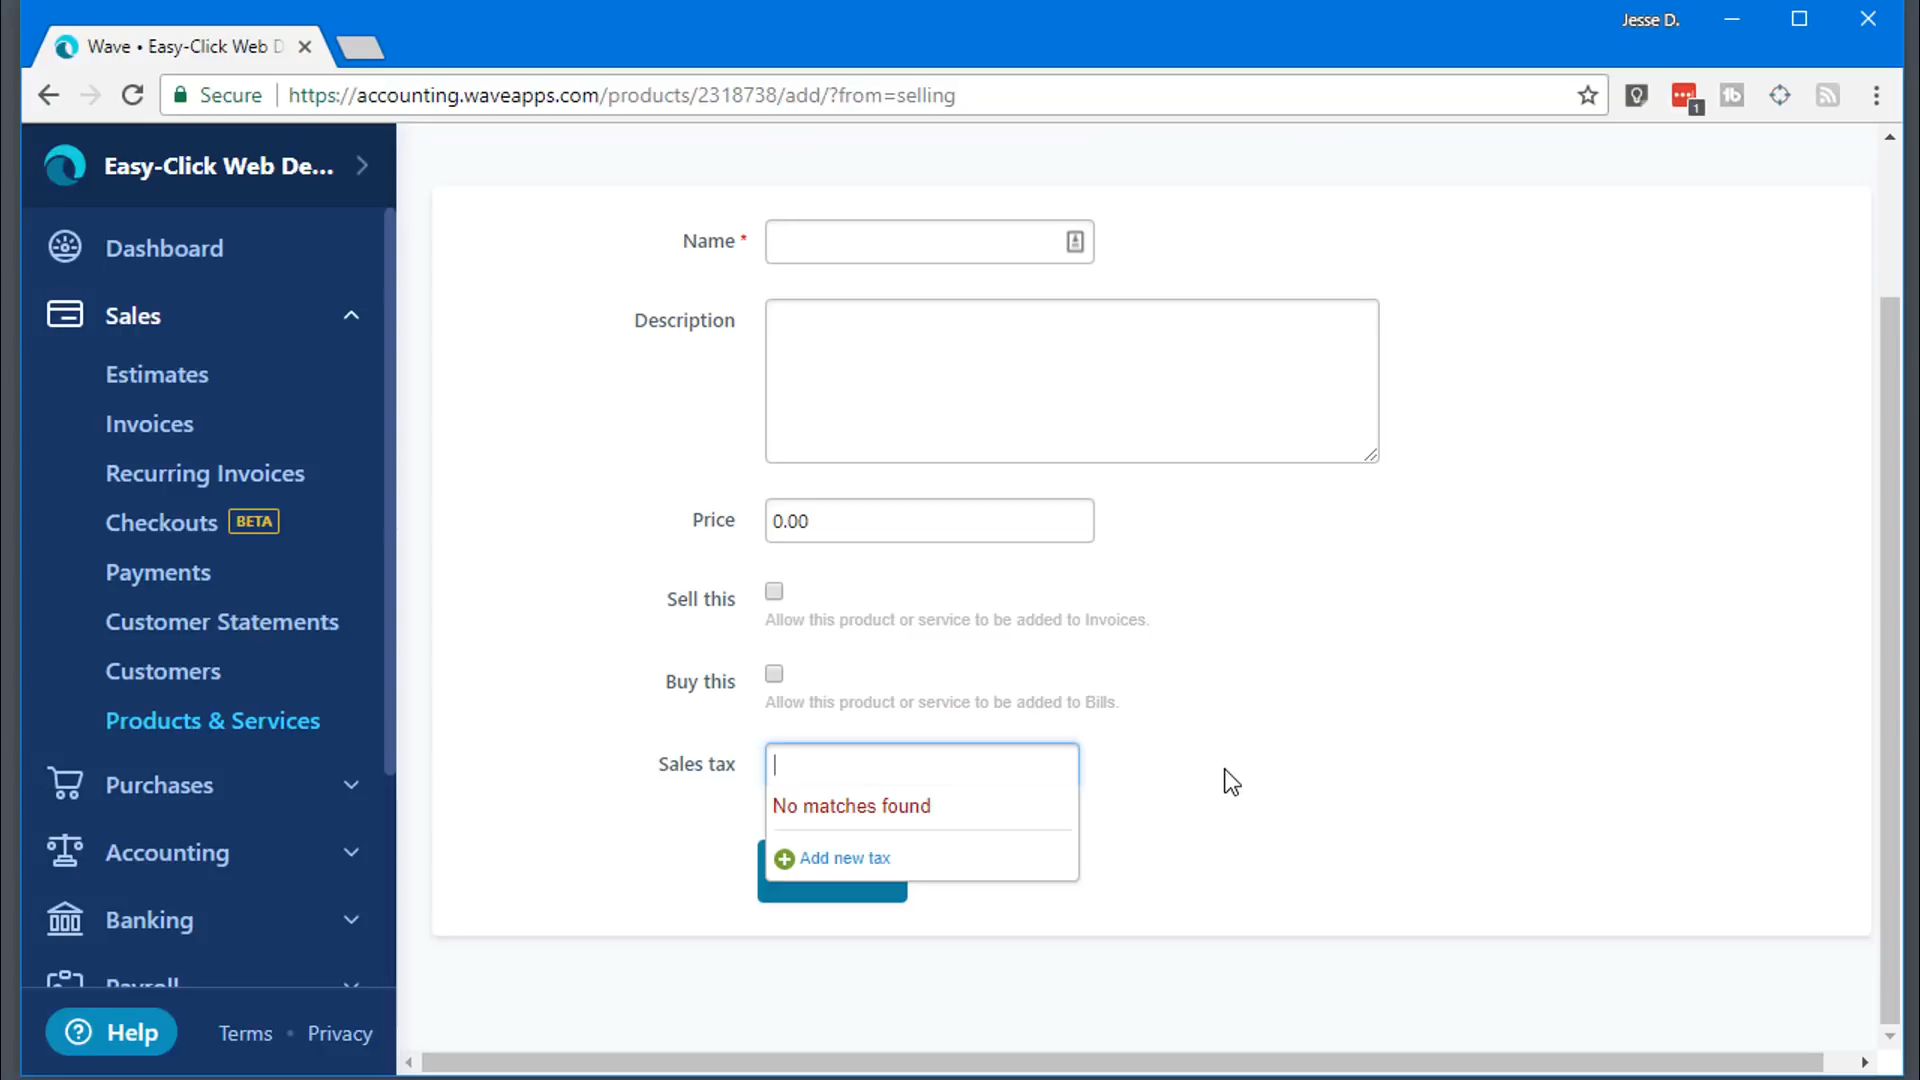 Jesse D.
Wave • Easy-Click Web D
Secure
https://accounting.waveapps.com/products/2318738/add/?from=selling
1
Easy-Click Web De...
Dashboard
Sales
Estimates
Invoices
Recurring Invoices
Checkouts BETA
Payments
Customer Statements
Customers
Products & Services
Purchases
Accounting
Banking
Payroll
Help
Terms • Privacy
Name *
Description
Price
0.00
Sell this
Allow this product or service to be added to Invoices.
Buy this
Allow this product or service to be added to Bills.
Sales tax
No matches found
Add new tax